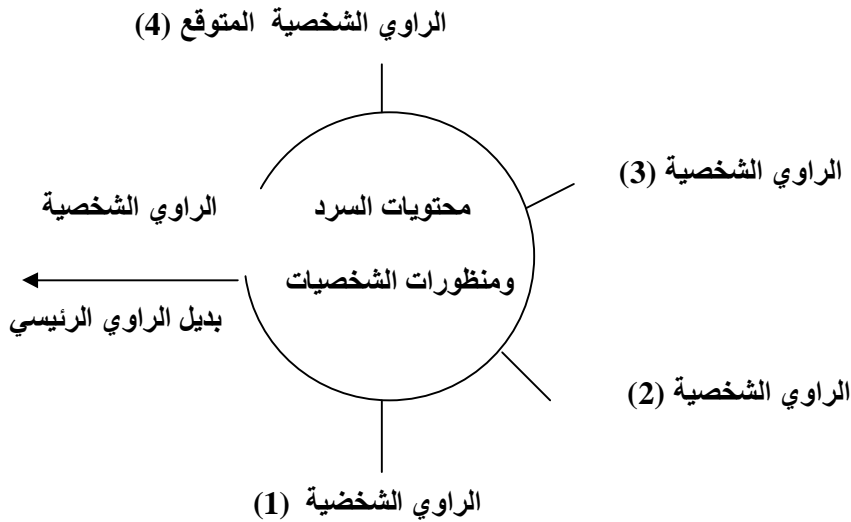 الراوي الشخصية المتوقع (4)
الراوي الشخصية (3)
محتويات السرد
الراوي الشخصية
ومنظورات الشخصيات
بديل الراوي الرئيسي
الراوي الشخصية (2)
الراوي الشخضية (1)